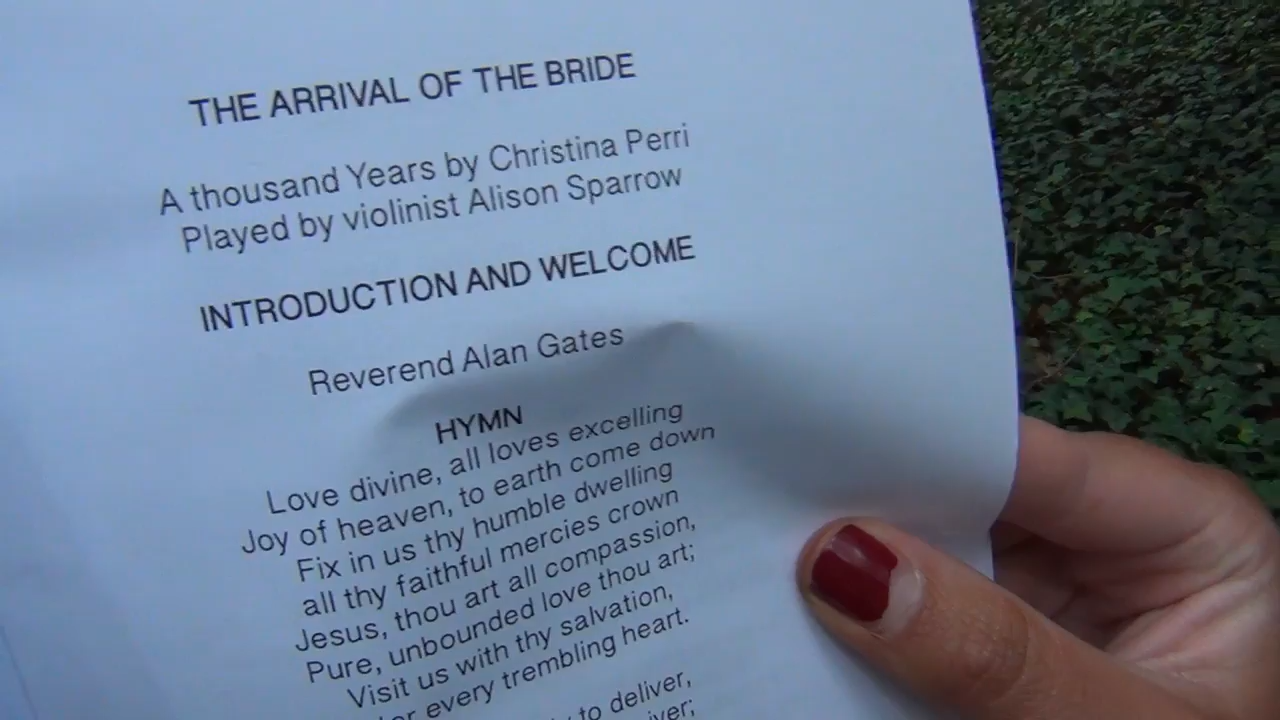 THE ARRIVAL OF THE BRIDE
A thousand Years by Christina Perri
Played by violinist Alison Sparrow
INTRODUCTION AND WELCOME
Reverend Alan Gates
HYMN
Love divine, all loves excelling
Joy of heaven, to earth come down
Fix in us thy humble dwelling
all thy faithful mercies crown
Jesus, thou art all compassion,
Pure, unbounded love thou art;
Visit us with thy salvation,
every trembling heart.
to deliver,